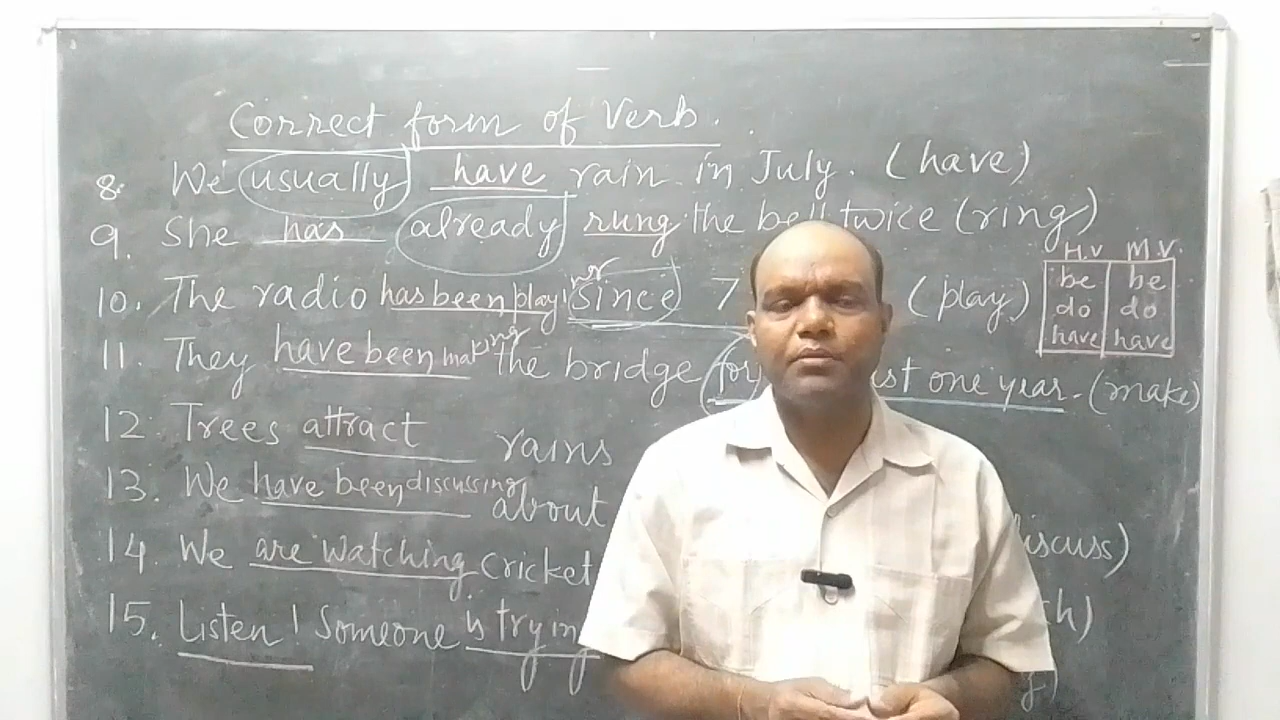 Correct form of Verb.
8. We usually have rain in July. (have)
9. She has already rung the bell twice (ring)
H.V M.V.
be be
do do
have have
10. The radio has been playing since 7 (play)
11. They have been making the bridge for one year. (make)
12. Trees attract rains
13. We have been discussing about iscuss)
14. We are watching cricket
15. Listen! Someone is tryin